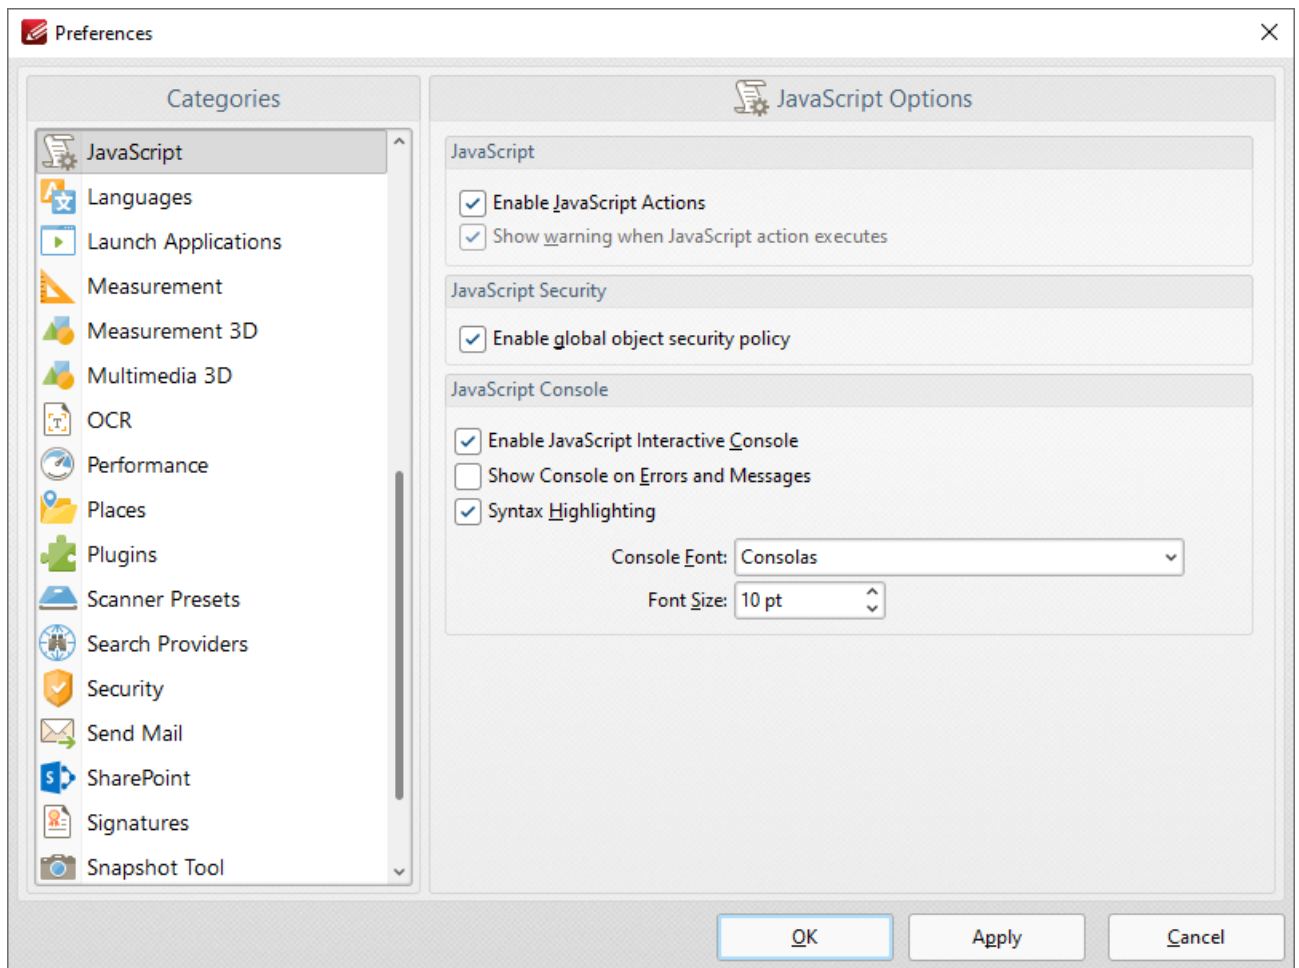 Preferences
Categories
JavaScript
Languages
Launch Applications
Measurement
Measurement 3D
Multimedia 3D
OCR
Performance
Places
Plugins
Scanner Presets
Search Providers
Security
Send Mail
SharePoint
Signatures
Snapshot Tool
JavaScript Options
JavaScript
Enable JavaScript Actions
Show warning when JavaScript action executes
JavaScript Security
Enable global object security policy
JavaScript Console
Enable JavaScript Interactive Console
Show Console on Errors and Messages
Syntax Highlighting
Console Font: Consolas
Font Size: 10 pt
OK Apply Cancel